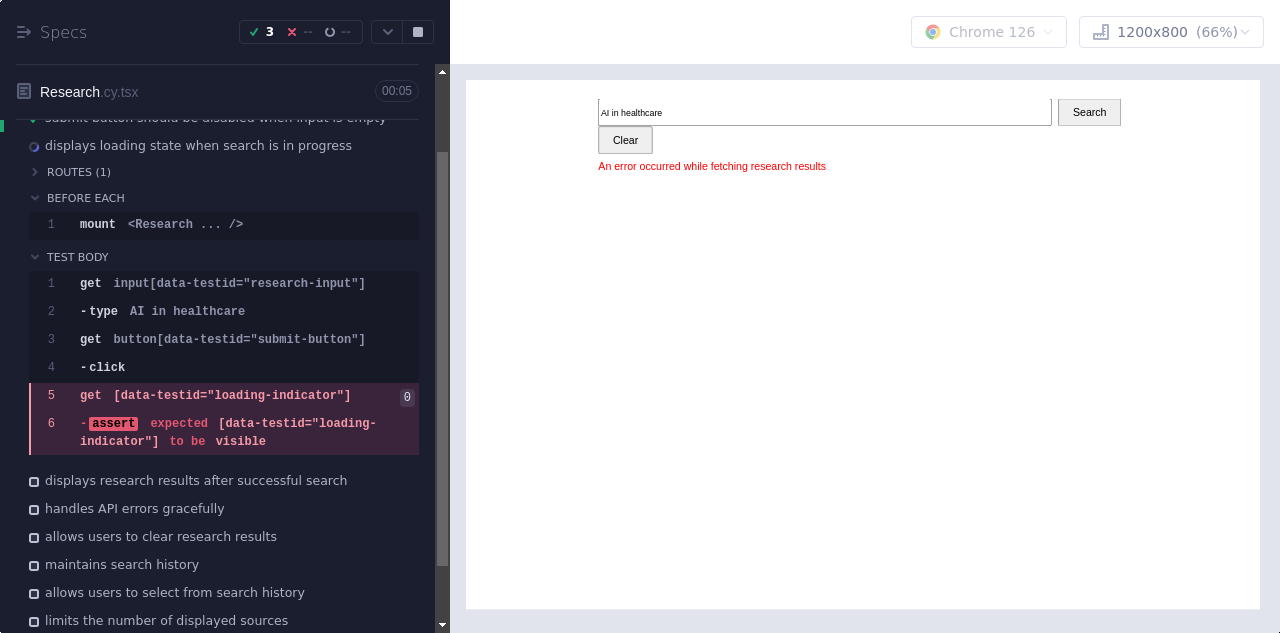 Specs
3
--
--
Chrome 126
1200x800 (66%)
Research.cy.tsx
00:05
submit button should be disabled when input is empty
displays loading state when search is in progress
ROUTES (1)
BEFORE EACH
1 mount <Research ... />
TEST BODY
1 get input[data-testid="research-input"]
2 -type AI in healthcare
3 get button[data-testid="submit-button"]
4 -click
5 get [data-testid="loading-indicator"] 0
6 -assert expected [data-testid="loading-
indicator"] to be visible
displays research results after successful search
handles API errors gracefully
allows users to clear research results
maintains search history
allows users to select from search history
limits the number of displayed sources
AI in healthcare
Search
Clear
An error occurred while fetching research results